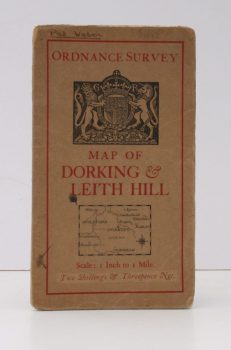 ORDNANCE SURVEY
MAP OF
DORKING &
LEITH HILL
Scale: 1 Inch to 1 Mile.
Two Shillings & Threepence Net.